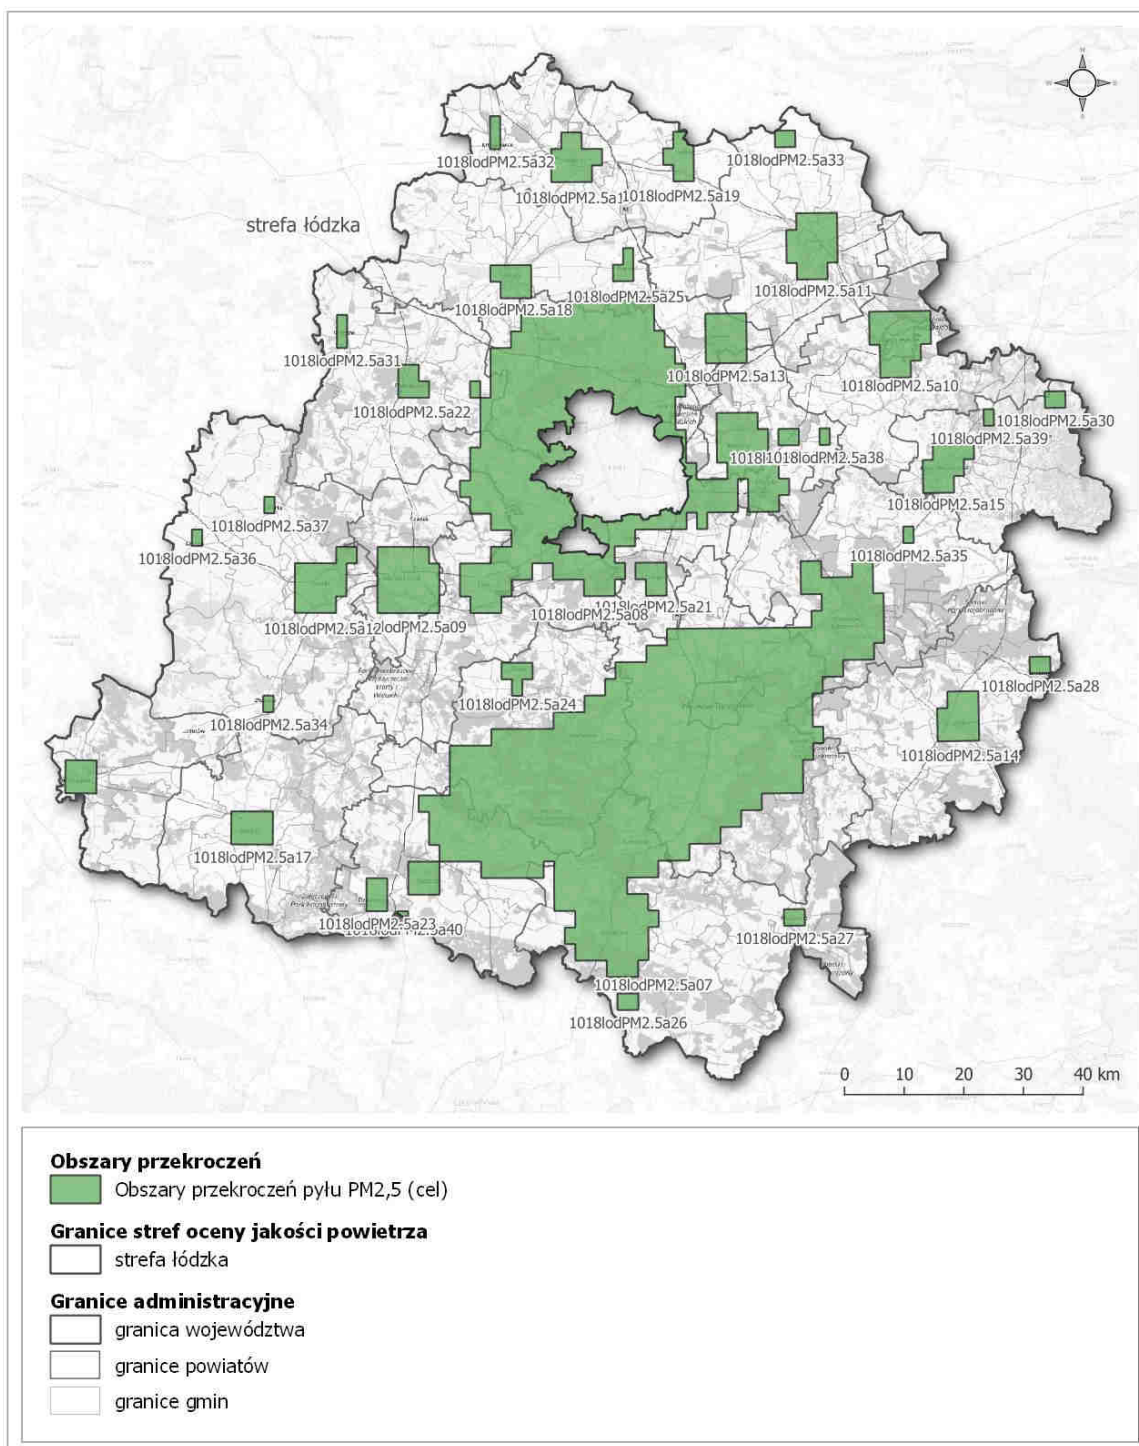 strefa łódzka
1018lodPM2.5a32
1018lodPM2.5a19
1018lodPM2.5a33
1018lodPM2.5a25
1018lodPM2.5a11
1018lodPM2.5a18
1018lodPM2.5a31
1018lodPM2.5a13
1018lodPM2.5a10
1018lodPM2.5a22
1018lodPM2.5a30
1018lodPM2.5a39
1018lodPM2.5a38
1018lodPM2.5a15
1018lodPM2.5a37
1018lodPM2.5a36
1018lodPM2.5a35
1018lodPM2.5a21
1018lodPM2.5a08
1018lodPM2.5a12
1018lodPM2.5a28
1018lodPM2.5a24
1018lodPM2.5a34
1018lodPM2.5a14
1018lodPM2.5a17
1018lodPM2.5a23
1018lodPM2.5a27
1018lodPM2.5a07
1018lodPM2.5a26
0 10 20 30 40 km
Obszary przekroczeń
Obszary przekroczeń pyłu PM2,5 (cel)
Granice stref oceny jakości powietrza
strefa łódzka
Granice administracyjne
granica województwa
granice powiatów
granice gmin